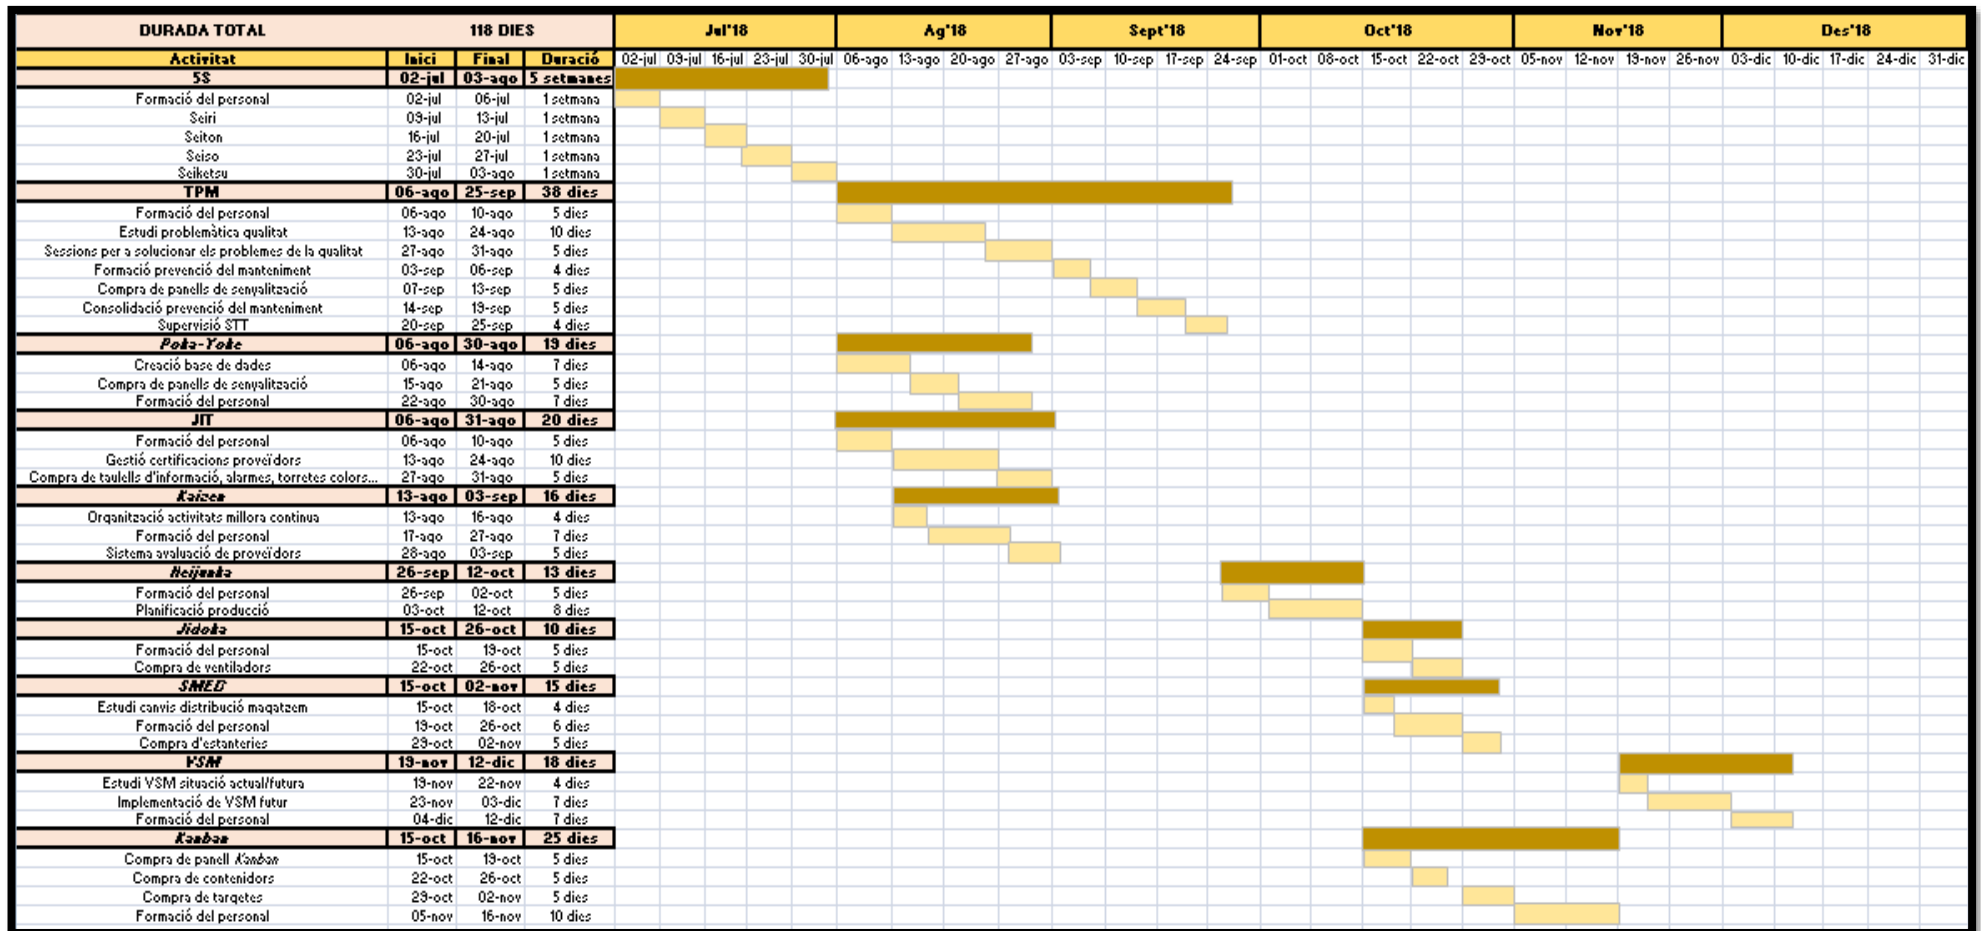 DURADA TOTAL 118 DIES Jul'18 Ag'18 Sept'18 Oct'18 Nov'18 Des'18
Activitat Inici Final Duració 02-jul 09-jul 16-jul 23-jul 30-jul 06-ago 13-ago 20-ago 27-ago 03-sep 10-sep 17-sep 24-sep 01-oct 08-oct 15-oct 22-oct 29-oct 05-nov 12-nov 19-nov 26-nov 03-dic 10-dic 17-dic 24-dic 31-dic
5S 02-jul 03-ago 5 setmanes
Formació del personal 02-jul 06-jul 1 setmana
Seiri 09-jul 13-jul 1 setmana
Seiton 16-jul 20-jul 1 setmana
Seiso 23-jul 27-jul 1 setmana
Seiketsu 30-jul 03-ago 1 setmana
TPM 06-ago 25-sep 38 dies
Formació del personal 06-ago 10-ago 5 dies
Estudi problemàtica qualitat 13-ago 24-ago 10 dies
Sessions per a solucionar els problemes de la qualitat 27-ago 31-ago 5 dies
Formació prevenció del manteniment 03-sep 06-sep 4 dies
Compra de panells de senyalització 07-sep 13-sep 5 dies
Consolidació prevenció del manteniment 14-sep 19-sep 5 dies
Supervisió STT 20-sep 25-sep 4 dies
Poka-Yoke 06-ago 30-ago 19 dies
Creació base de dades 06-ago 14-ago 7 dies
Compra de panells de senyalització 15-ago 21-ago 5 dies
Formació del personal 22-ago 30-ago 7 dies
JIT 06-ago 31-ago 20 dies
Formació del personal 06-ago 10-ago 5 dies
Gestió certificacions proveïdors 13-ago 24-ago 10 dies
Compra de taulells d'informació, alarmes, torretes colors... 27-ago 31-ago 5 dies
Kaizen 13-ago 03-sep 16 dies
Organització activitats millora continua 13-ago 16-ago 4 dies
Formació del personal 17-ago 27-ago 7 dies
Sistema avaluació de proveïdors 28-ago 03-sep 5 dies
Heijunka 26-sep 12-oct 13 dies
Formació del personal 26-sep 02-oct 5 dies
Planificació producció 03-oct 12-oct 8 dies
Jidoka 15-oct 26-oct 10 dies
Formació del personal 15-oct 19-oct 5 dies
Compra de ventiladors 22-oct 26-oct 5 dies
SMED 15-oct 02-nov 15 dies
Estudi canvis distribució magatzem 15-oct 18-oct 4 dies
Formació del personal 19-oct 26-oct 6 dies
Compra d'estanteries 29-oct 02-nov 5 dies
VSM 19-nov 12-dic 18 dies
Estudi VSM situació actual/futura 19-nov 22-nov 4 dies
Implementació de VSM futur 23-nov 03-dic 7 dies
Formació del personal 04-dic 12-dic 7 dies
Kanban 15-oct 16-nov 25 dies
Compra de panell Kanban 15-oct 19-oct 5 dies
Compra de contenidors 22-oct 26-oct 5 dies
Compra de targetes 29-oct 02-nov 5 dies
Formació del personal 05-nov 16-nov 10 dies